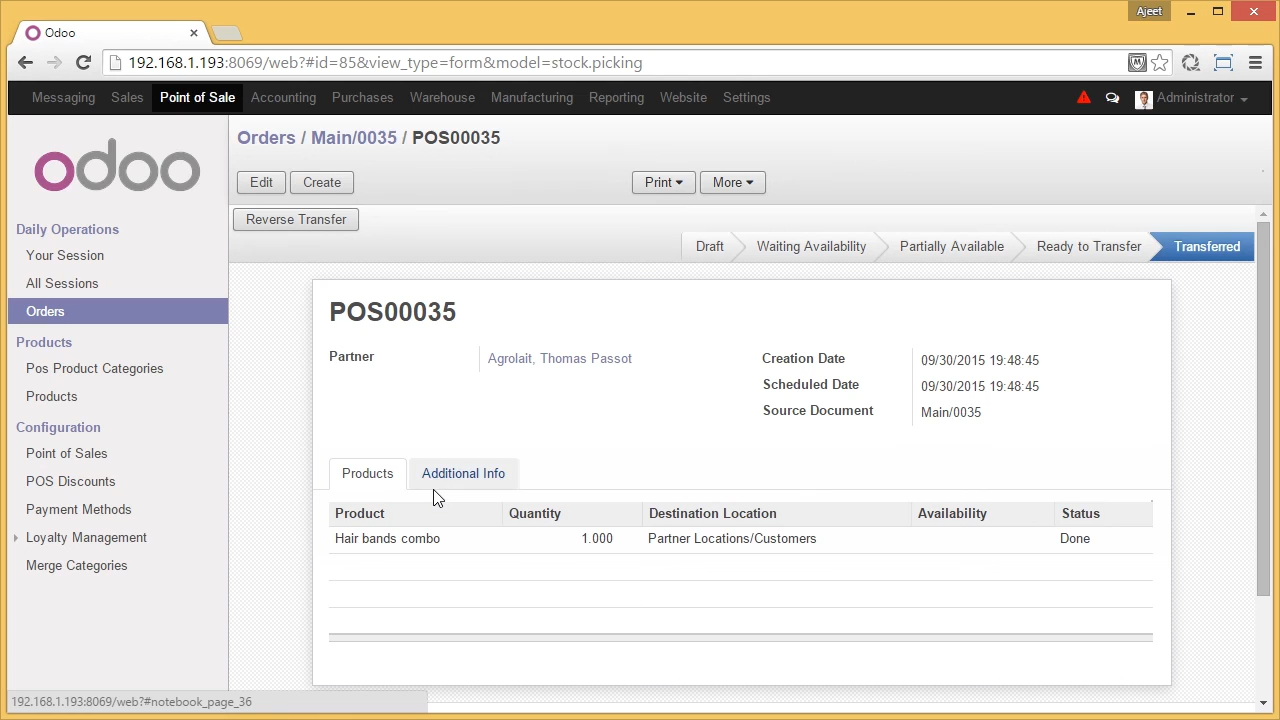 Ajeet
Odoo
192.168.1.193:8069/web?#id=85&view_type=form&model=stock.picking
Messaging Sales Point of Sale Accounting Purchases Warehouse Manufacturing Reporting Website Settings Administrator
odoo
Orders / Main/0035 / POS00035
Edit Create Print More
Reverse Transfer
Draft Waiting Availability Partially Available Ready to Transfer Transferred
Daily Operations
Your Session
All Sessions
Orders
Products
Pos Product Categories
Products
Configuration
Point of Sales
POS Discounts
Payment Methods
Loyalty Management
Merge Categories
POS00035
Partner Agrolait, Thomas Passot
Creation Date 09/30/2015 19:48:45
Scheduled Date 09/30/2015 19:48:45
Source Document Main/0035
Products Additional Info
Product Quantity Destination Location Availability Status
Hair bands combo 1.000 Partner Locations/Customers Done
192.168.1.193:8069/web?#notebook_page_36